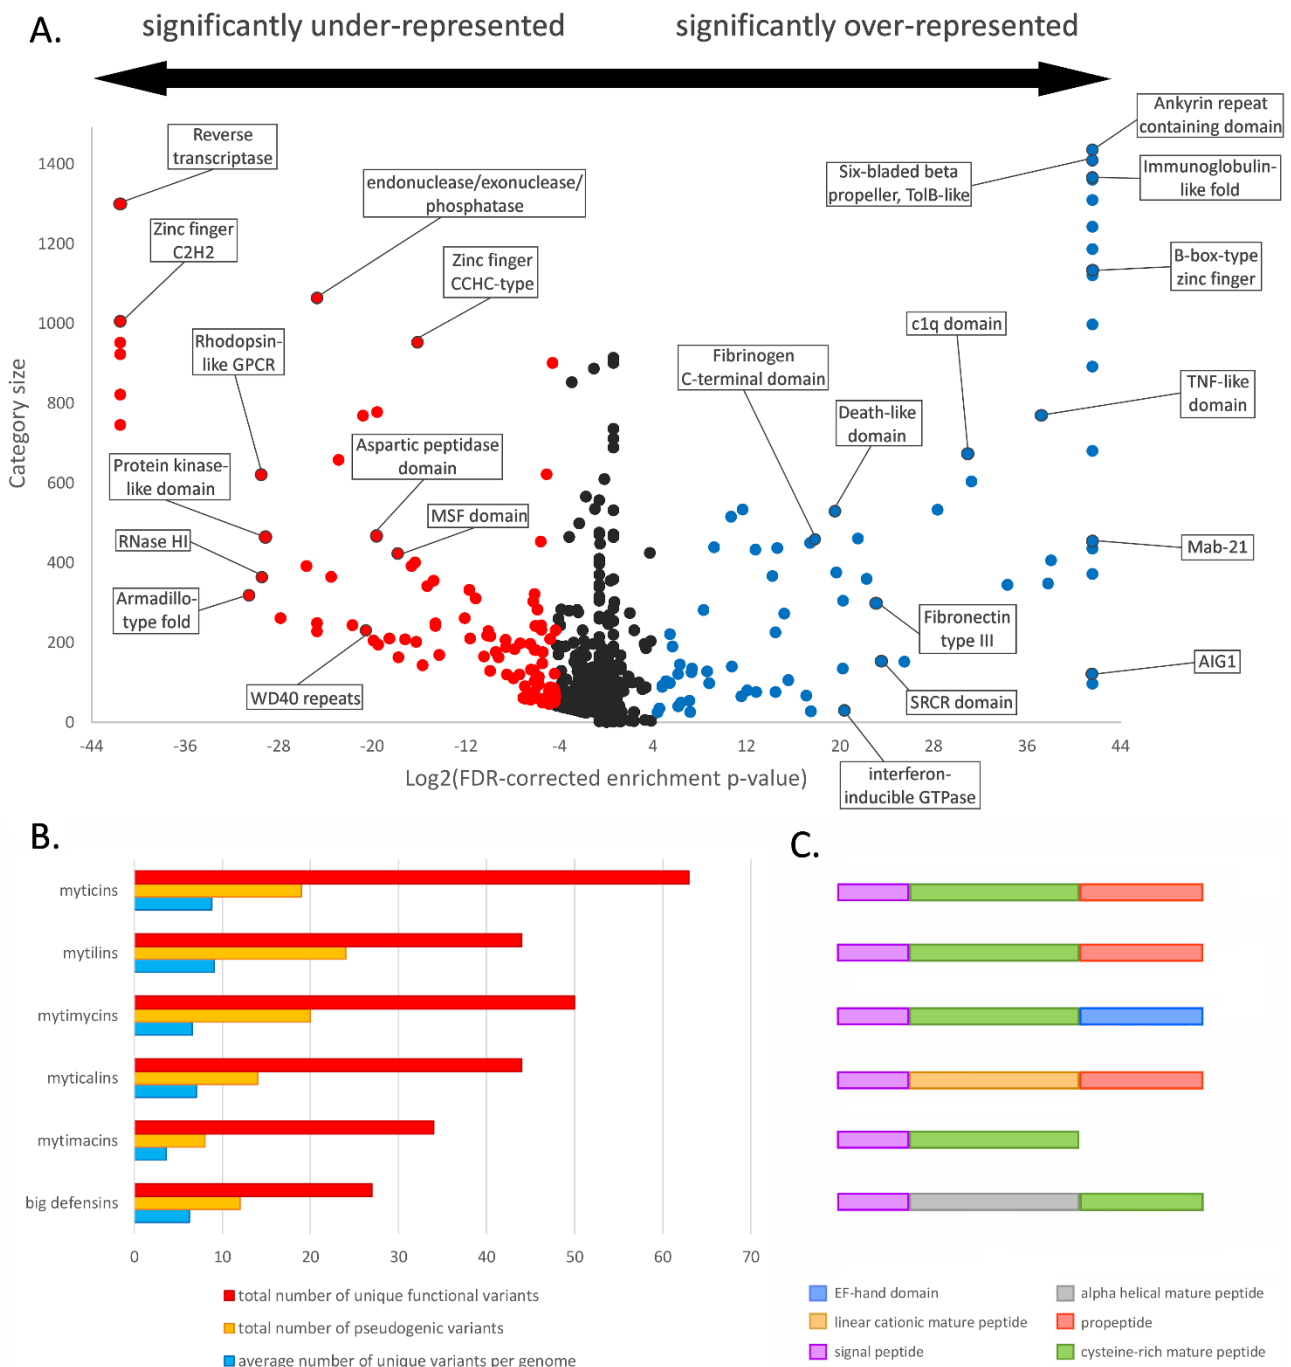 A.
significantly under-represented
significantly over-represented
Reverse
transcriptase
endonuclease/exonuclease/
phosphatase
Zinc finger
C2H2
Zinc finger
CCHC-type
Rhodopsin-
like GPCR
Aspartic peptidase
domain
Protein kinase-
like domain
MSF domain
RNase HI
Armadillo-
type fold
WD40 repeats
Ankyrin repeat
containing domain
Six-bladed beta
propeller, TolB-like
Immunoglobulin-
like fold
B-box-type
zinc finger
c1q domain
Fibrinogen
C-terminal domain
TNF-like
domain
Death-like
domain
Mab-21
Fibronectin
type III
AIG1
SRCR domain
interferon-
inducible GTPase
Category size
1400
1200
1000
800
600
400
200
0
-44
-36
-28
-20
-12
-4
4
12
20
28
36
44
Log2(FDR-corrected enrichment p-value)
B.
myticins
mytilins
mytimycins
myticalins
mytimacins
big defensins
0
10
20
30
40
50
60
70
total number of unique functional variants
total number of pseudogenic variants
average number of unique variants per genome
C.
EF-hand domain
linear cationic mature peptide
signal peptide
alpha helical mature peptide
propeptide
cysteine-rich mature peptide